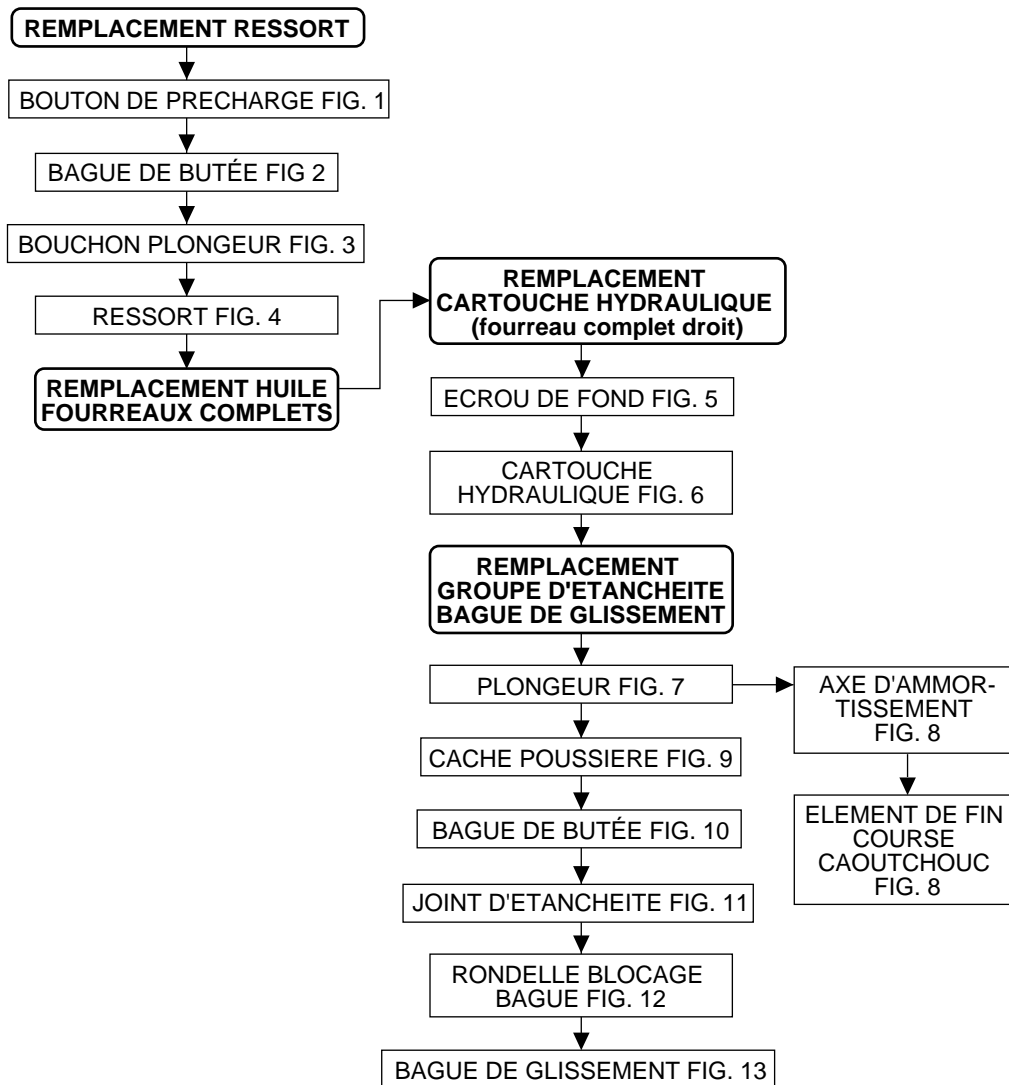 REMPLACEMENT RESSORT
BOUTON DE PRECHARGE FIG. 1
BAGUE DE BUTÉE FIG 2
BOUCHON PLONGEUR FIG. 3
RESSORT FIG. 4
REMPLACEMENT HUILE
FOURREAUX COMPLETS
REMPLACEMENT
CARTOUCHE HYDRAULIQUE
(fourreau complet droit)
ECROU DE FOND FIG. 5
CARTOUCHE
HYDRAULIQUE FIG. 6
REMPLACEMENT
GROUPE D'ETANCHEITE
BAGUE DE GLISSEMENT
PLONGEUR FIG. 7
AXE D'AMMOR-
TISSEMENT
FIG. 8
ELEMENT DE FIN
COURSE
CAOUTCHOUC
FIG. 8
CACHE POUSSIERE FIG. 9
BAGUE DE BUTÉE FIG. 10
JOINT D'ETANCHEITE FIG. 11
RONDELLE BLOCAGE
BAGUE FIG. 12
BAGUE DE GLISSEMENT FIG. 13